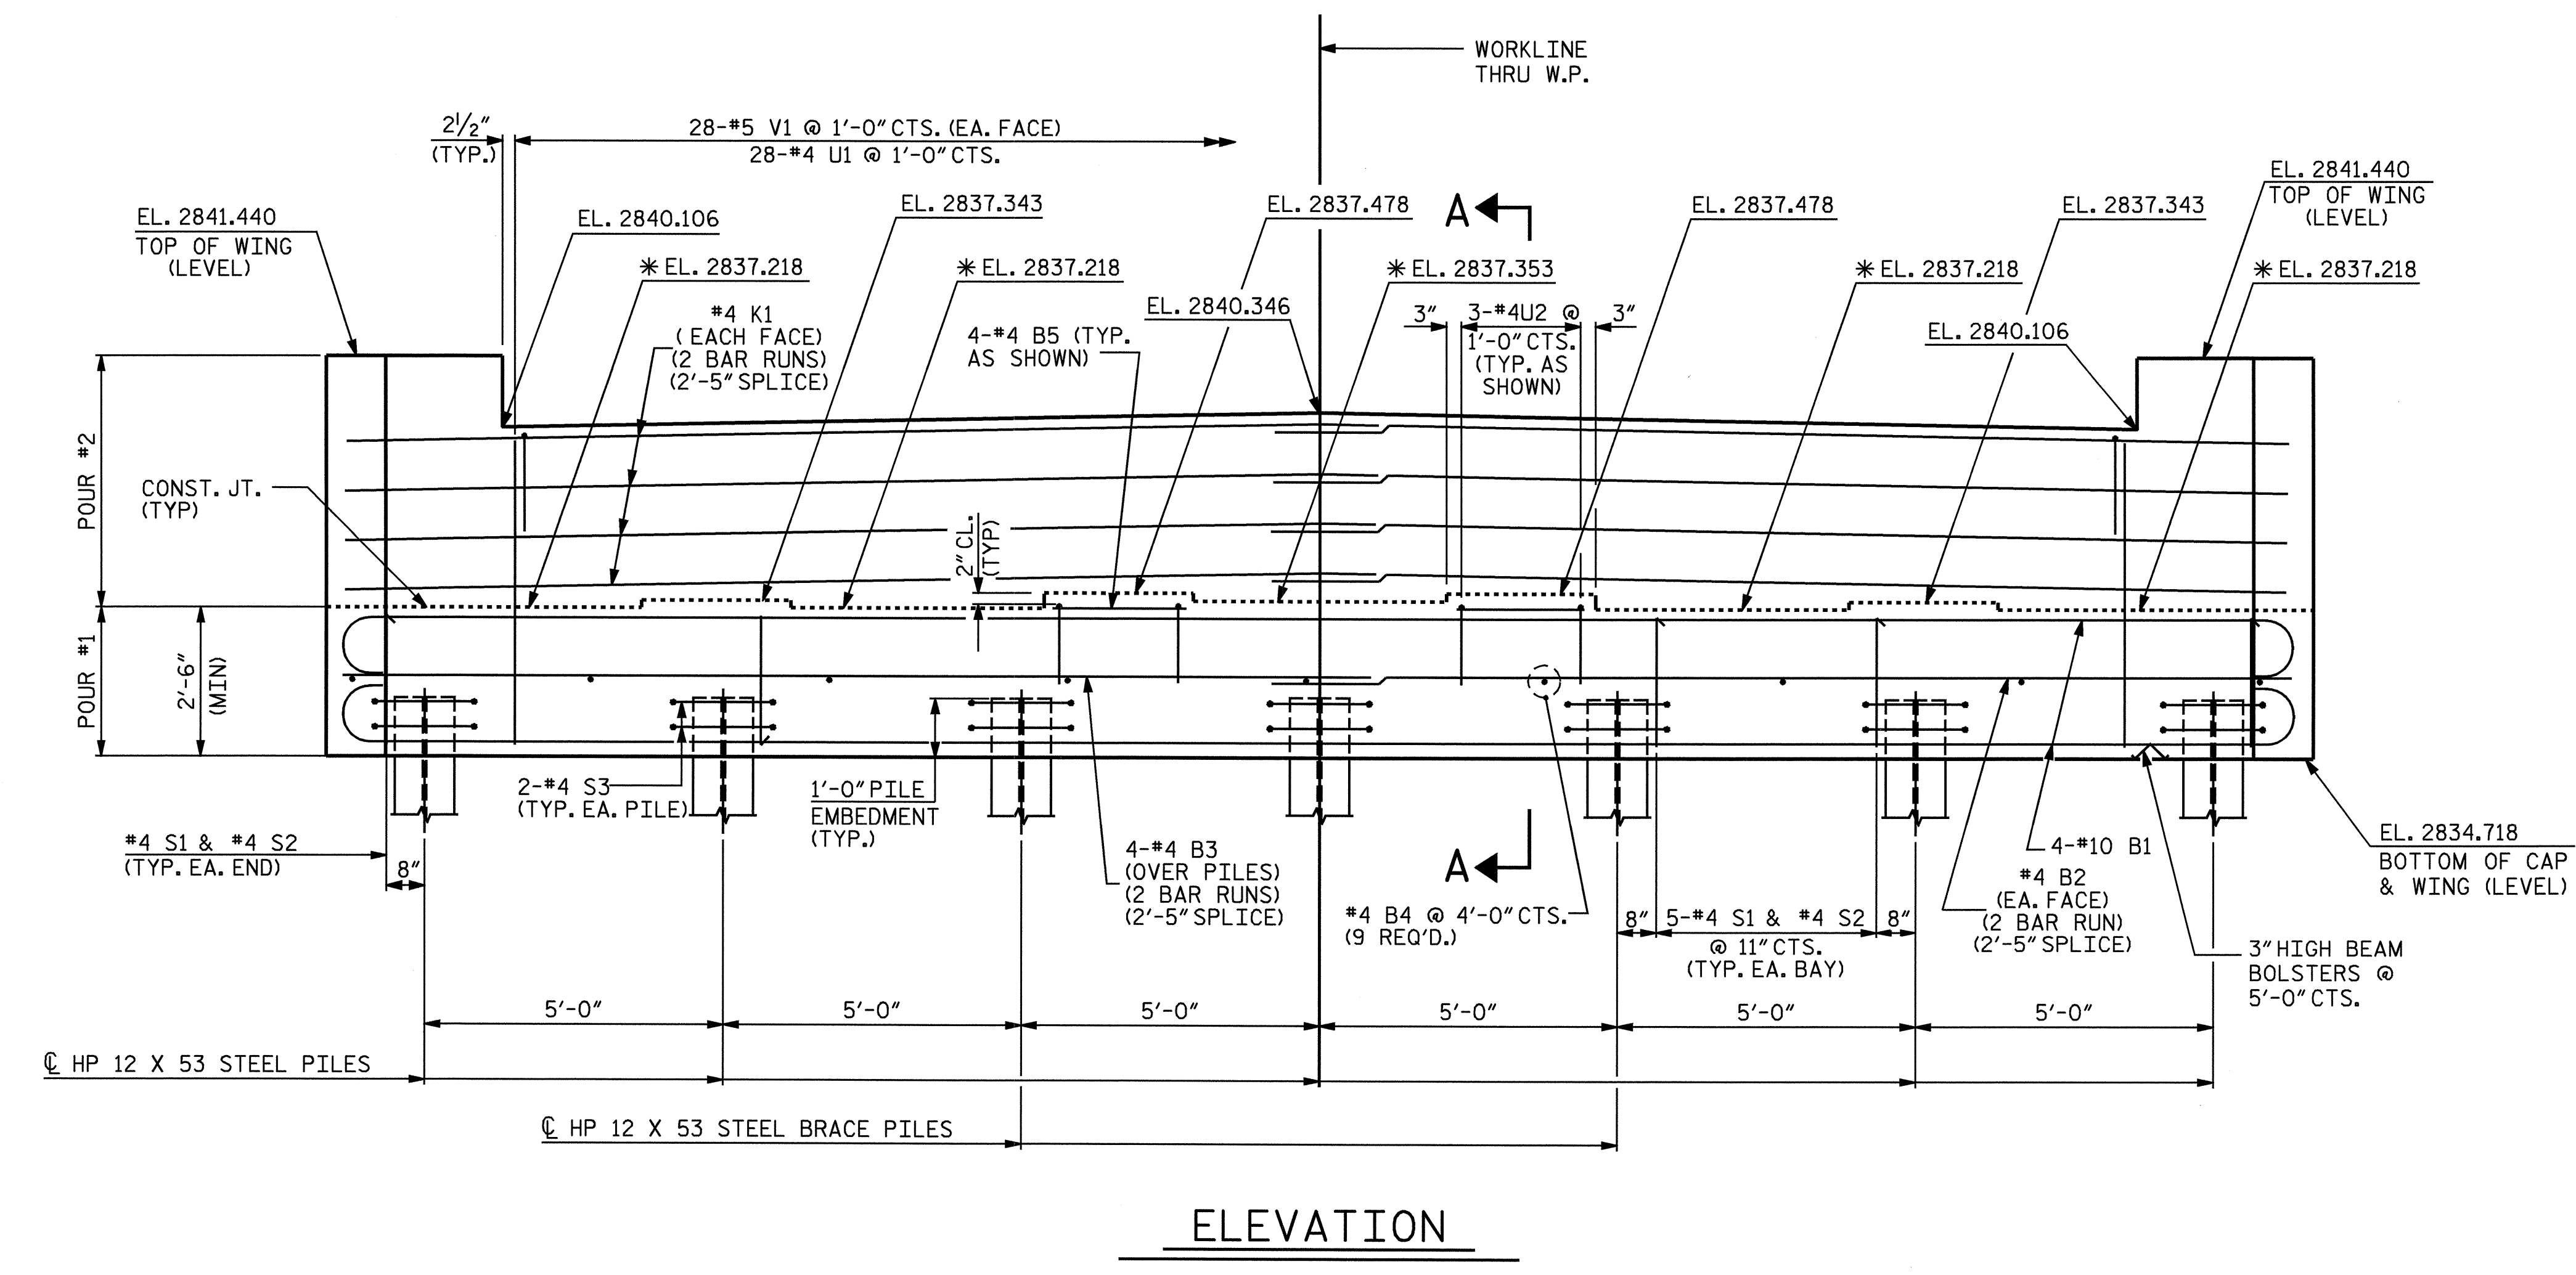 WORKLINE
THRU W.P.
2½″
(TYP.)
28-#5 V1 @ 1′-0″ CTS. (EA. FACE)
28-#4 U1 @ 1′-0″ CTS.
EL. 2841.440
TOP OF WING
(LEVEL)
EL. 2840.106
EL. 2837.343
EL. 2837.478
A
EL. 2837.478
EL. 2837.343
EL. 2841.440
TOP OF WING
(LEVEL)
✳ EL. 2837.218
✳ EL. 2837.218
✳ EL. 2837.353
✳ EL. 2837.218
✳ EL. 2837.218
#4 K1
(EACH FACE)
(2 BAR RUNS)
(2′-5″ SPLICE)
4-#4 B5 (TYP.
AS SHOWN)
EL. 2840.346
3″
3-#4U2 @
1′-0″ CTS.
(TYP. AS
SHOWN)
3″
EL. 2840.106
POUR #2
CONST. JT.
(TYP)
2″ CL.
(TYP)
POUR #1
2′-6″
(MIN)
2-#4 S3
(TYP. EA. PILE)
1′-0″ PILE
EMBEDMENT
(TYP.)
#4 S1 & #4 S2
(TYP. EA. END)
8″
4-#4 B3
(OVER PILES)
(2 BAR RUNS)
(2′-5″ SPLICE)
A
#4 B4 @ 4′-0″ CTS.
(9 REQ'D.)
8″
5-#4 S1 & #4 S2
@ 11″ CTS.
(TYP. EA. BAY)
8″
4-#10 B1
#4 B2
(EA. FACE)
(2 BAR RUN)
(2′-5″ SPLICE)
EL. 2834.718
BOTTOM OF CAP
& WING (LEVEL)
3″ HIGH BEAM
BOLSTERS @
5′-0″ CTS.
5′-0″
5′-0″
5′-0″
5′-0″
5′-0″
5′-0″
℄ HP 12 X 53 STEEL PILES
℄ HP 12 X 53 STEEL BRACE PILES
ELEVATION